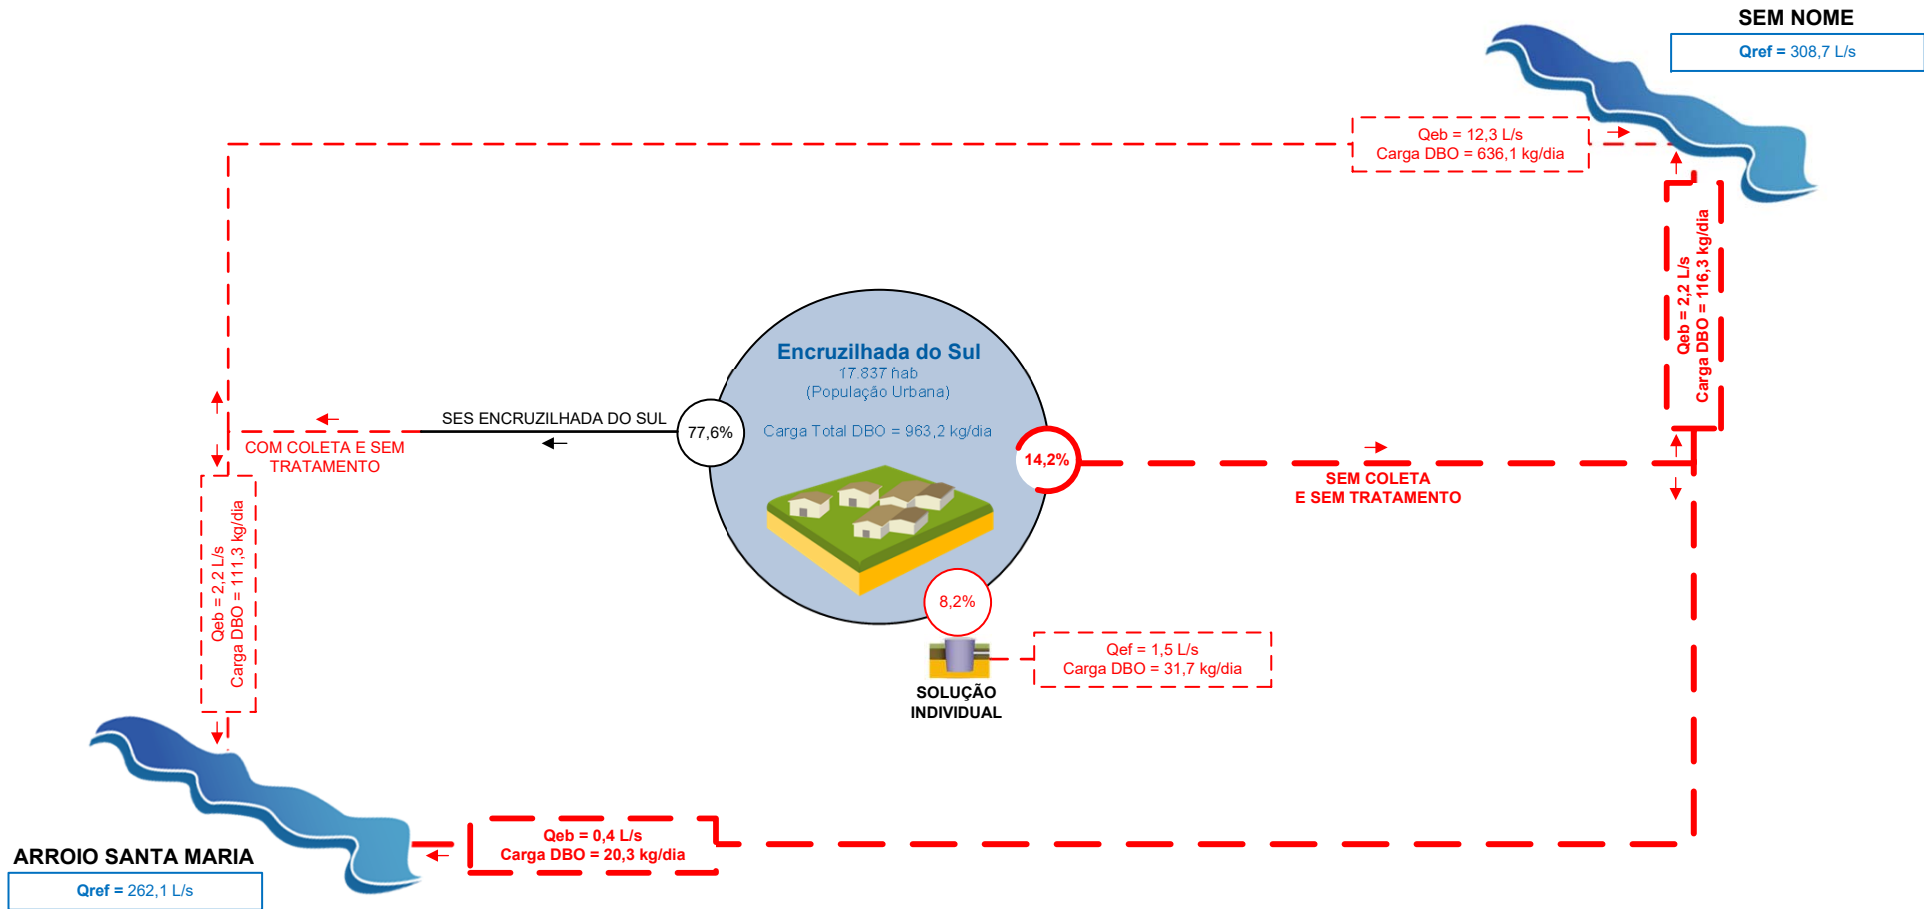 SEM NOME
Qref = 308,7 L/s
Qeb = 12,3 L/s
Carga DBO = 636,1 kg/dia
Qeb = 2,2 L/s
Carga DBO = 116,3 kg/dia
Encruzilhada do Sul
17.837 hab
(População Urbana)
Carga Total DBO = 963,2 kg/dia
SES ENCRUZILHADA DO SUL
77,6%
COM COLETA E SEM
TRATAMENTO
14,2%
SEM COLETA
E SEM TRATAMENTO
Qeb = 2,2 L/s
Carga DBO = 111,3 kg/dia
8,2%
Qef = 1,5 L/s
Carga DBO = 31,7 kg/dia
SOLUÇÃO
INDIVIDUAL
Qeb = 0,4 L/s
Carga DBO = 20,3 kg/dia
ARROIO SANTA MARIA
Qref = 262,1 L/s